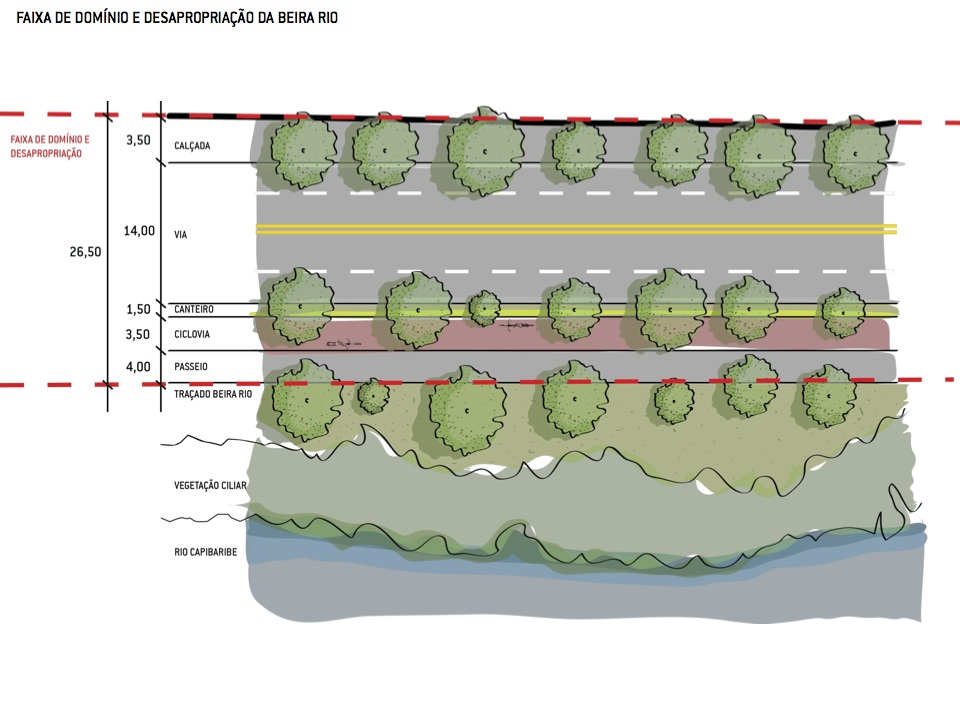 FAIXA DE DOMÍNIO E DESAPROPRIAÇÃO DA BEIRA RIO
FAIXA DE DOMÍNIO E
DESAPROPRIAÇÃO
3,50
CALÇADA
14,00
VIA
26,50
1,50
CANTEIRO
3,50
CICLOVIA
4,00
PASSEIO
TRAÇADO BEIRA RIO
VEGETAÇÃO CILIAR
RIO CAPIBARIBE